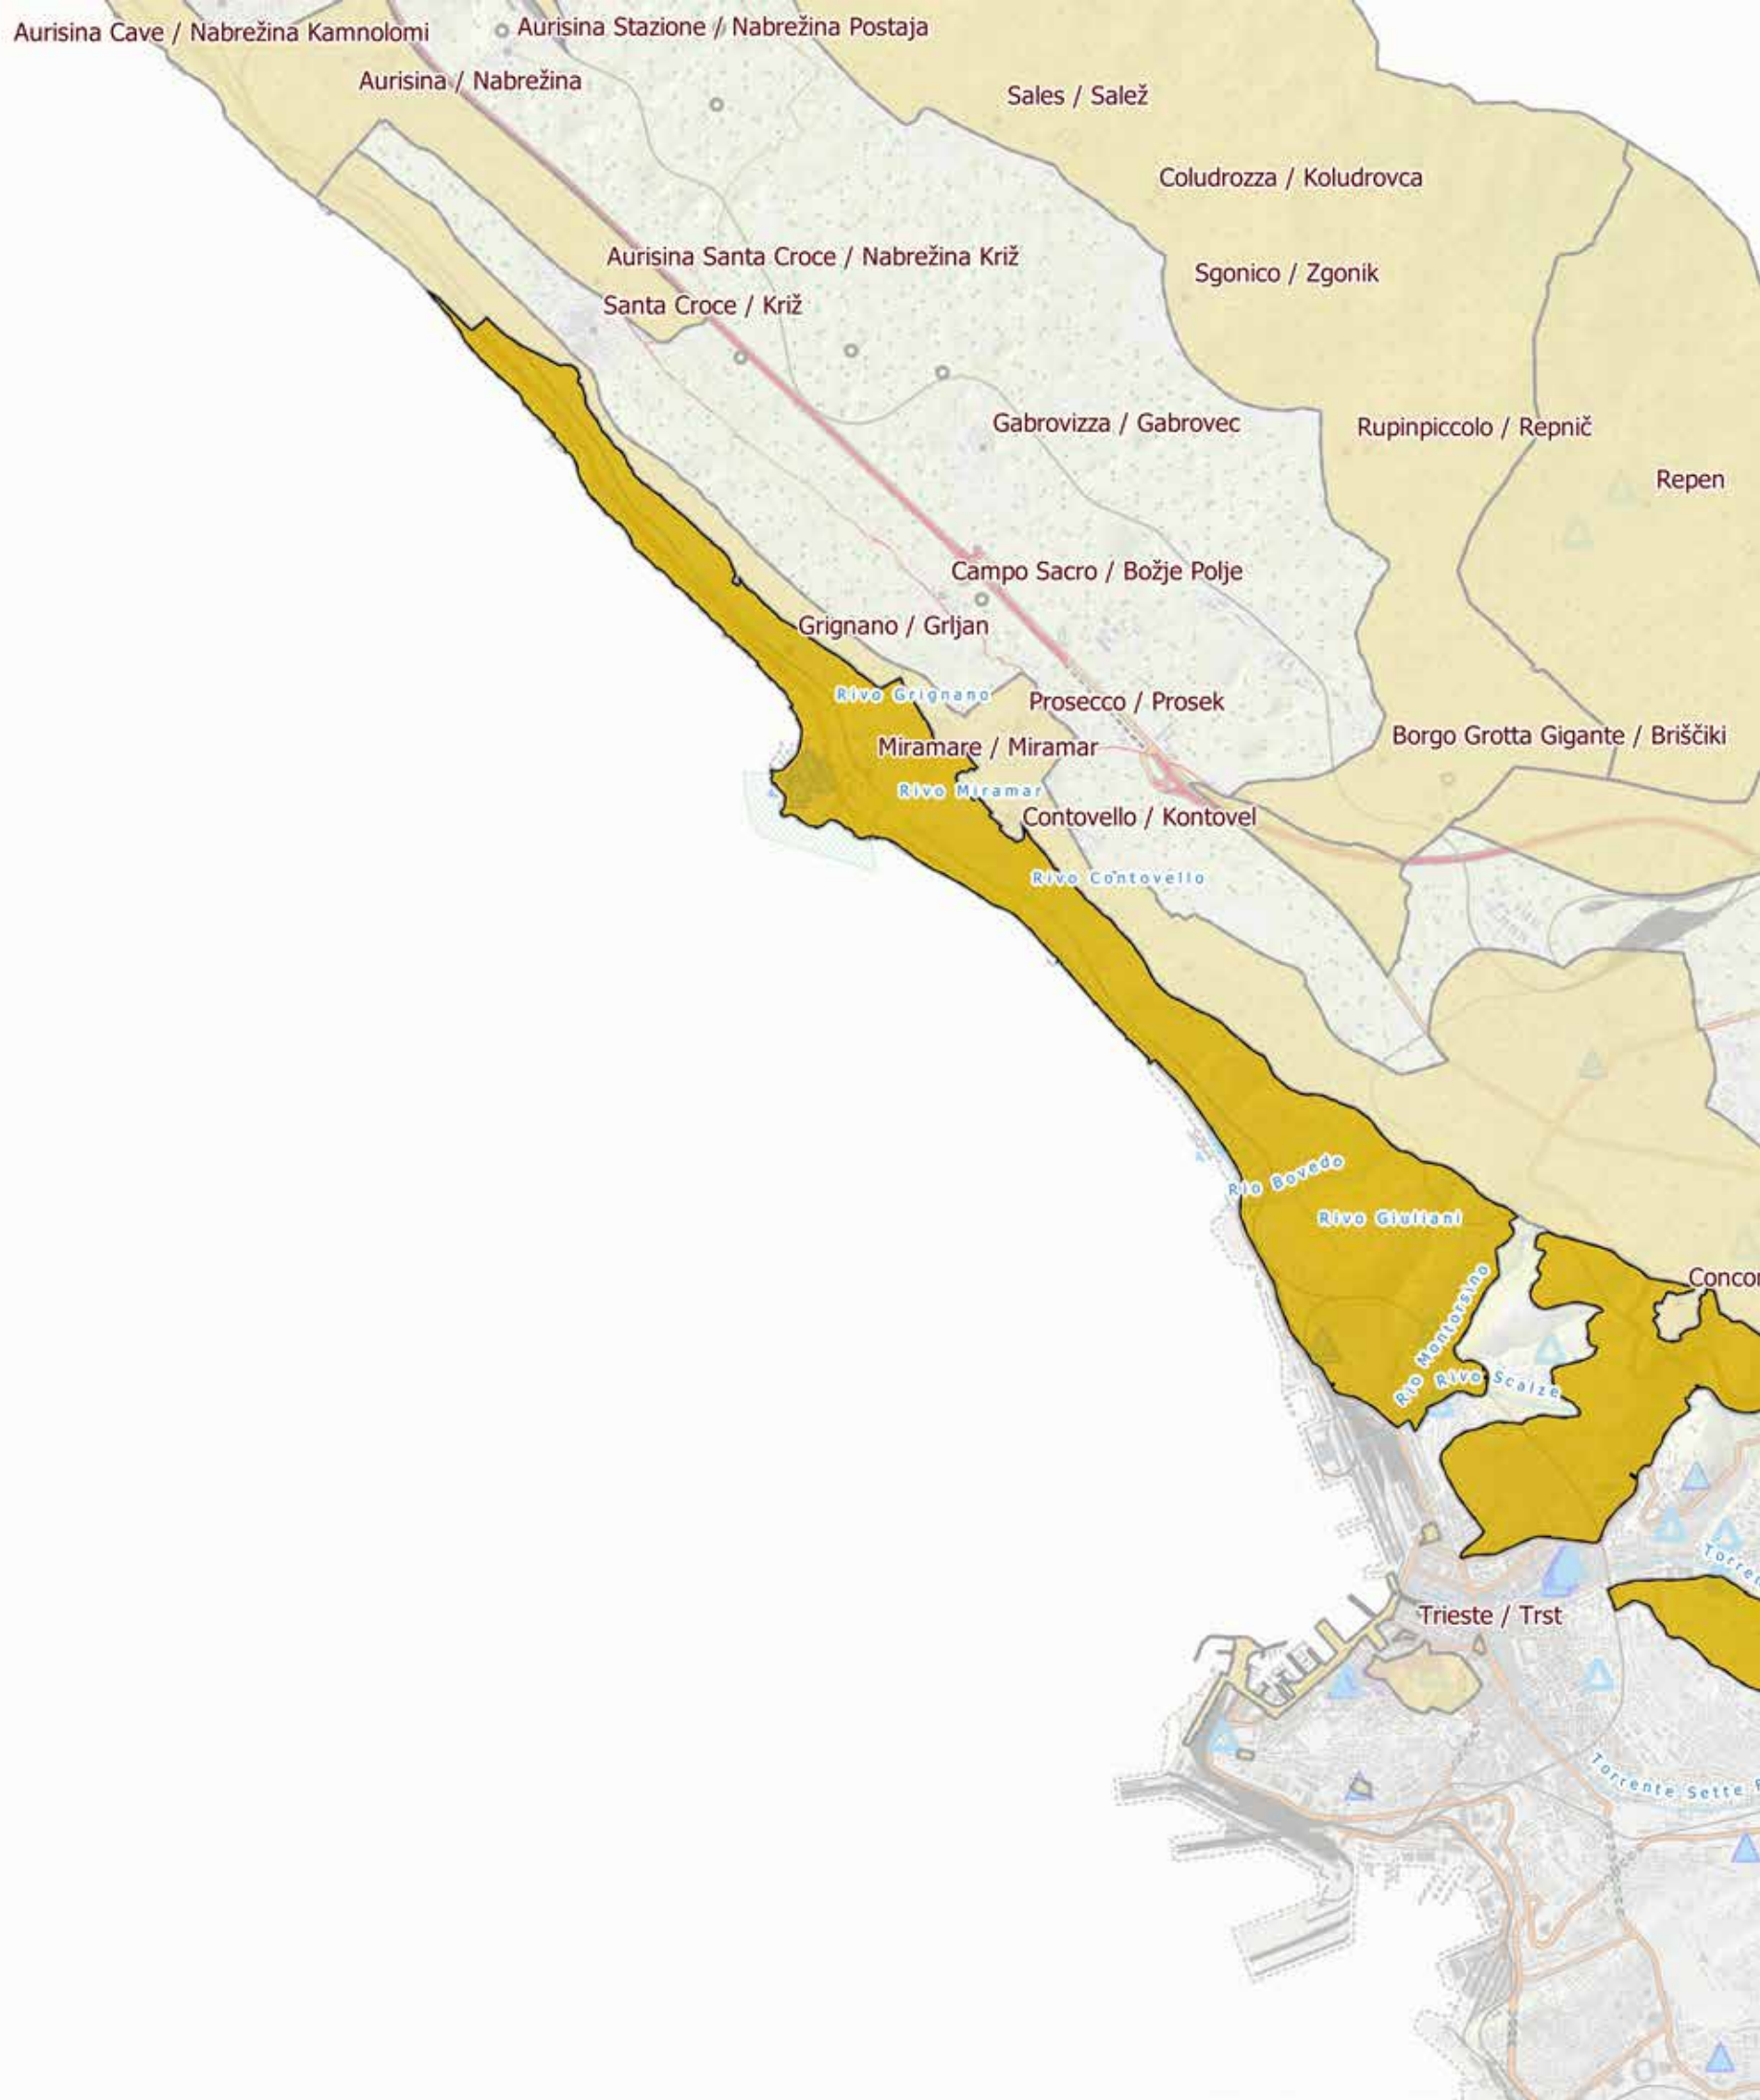 Aurisina Cave / Nabrežina Kamnolomi
Aurisina Stazione / Nabrežina Postaja
Aurisina / Nabrežina
Sales / Salež
Coludrozza / Koludrovca
Aurisina Santa Croce / Nabrežina Križ
Sgonico / Zgonik
Santa Croce / Križ
Gabrovizza / Gabrovec
Rupinpiccolo / Repnič
Repen
Campo Sacro / Božje Polje
Grignano / Grljan
Rivo Grignano
Prosecco / Prosek
Borgo Grotta Gigante / Briščiki
Miramare / Miramar
Rivo Miramar
Contovello / Kontovel
Rivo Contovello
Rio Bovedo
Rivo Giuliani
Concon
Rio Montorsino
Rivo Scalze
Torren
Trieste / Trst
Torrente Sette